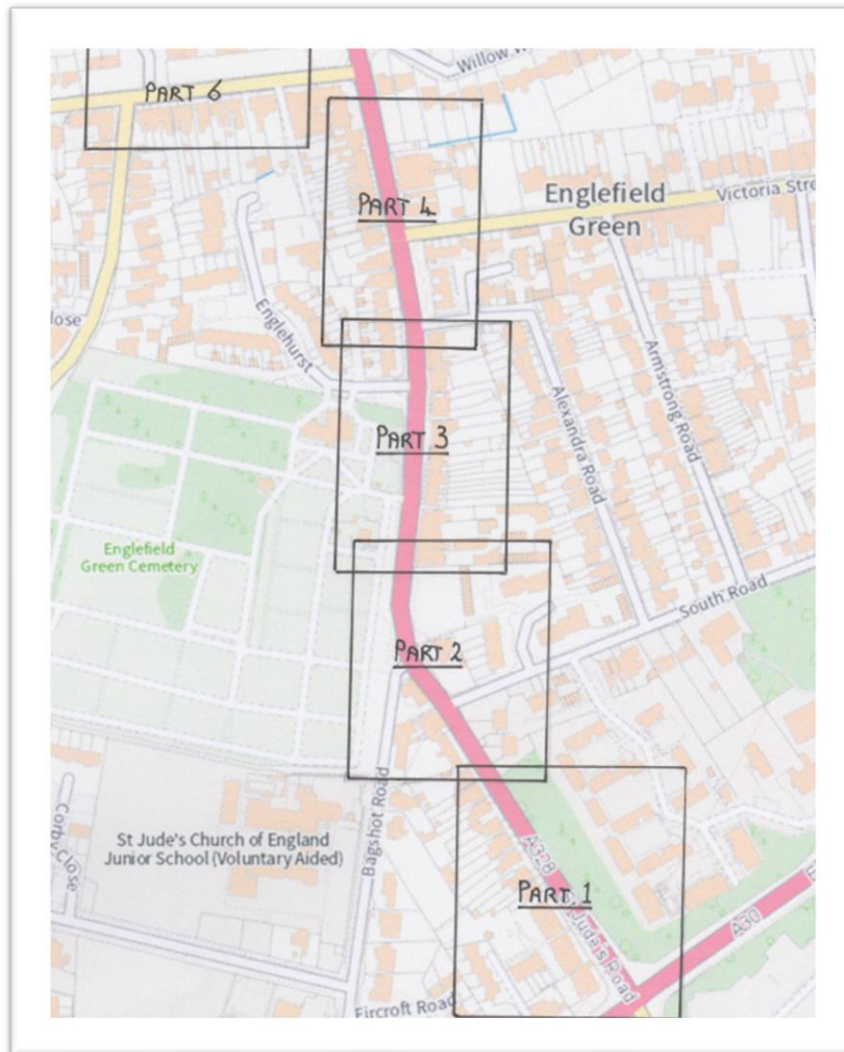 Willow
PART 6
PART 4
Englefield
Green
Victoria Stre
lose
Englehurst
Armstrong Road
Alexandra Road
PART 3
Englefield
Green Cemetery
South Road
PART 2
Bagshot Road
St Jude's Church of England
Junior School (Voluntary Aided)
Corby Close
A328
PART 1
St Jude's Road
A30
Fircroft Road